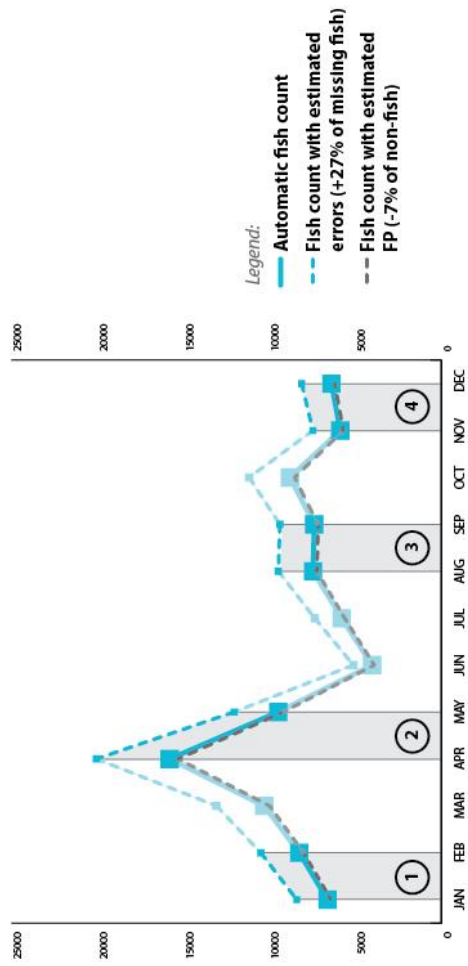 25000
20000
15000
10000
5000
0
1
2
3
4
JAN
FEB
MAR
APR
MAY
JUN
JUL
AUG
SEP
OCT
NOV
DEC
25000
20000
15000
10000
5000
0
Legend:
Automatic fish count
Fish count with estimated
errors (+27% of missing fish)
Fish count with estimated
FP (-7% of non-fish)